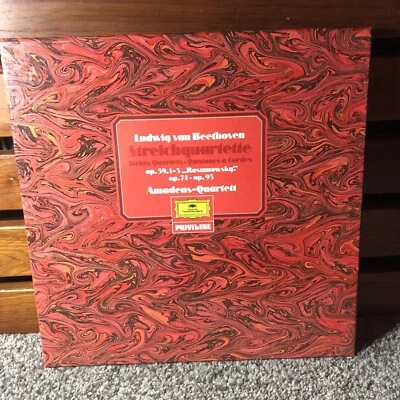 Ludwig van Beethoven
Streichquartette
String Quartets · Quatuors à Cordes
op. 59,1-3 „Rasumowsky"
op. 74 · op. 95
Amadeus-Quartett
PRIVILEGE